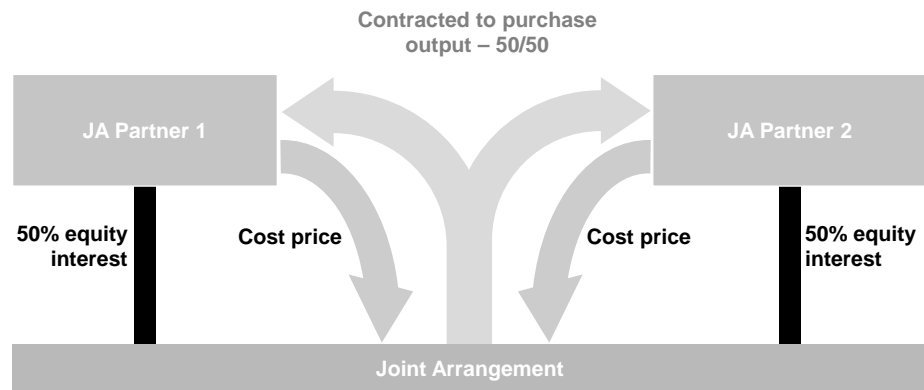 Contracted to purchase
output – 50/50
JA Partner 1
JA Partner 2
50% equity
interest
Cost price
Cost price
50% equity
interest
Joint Arrangement